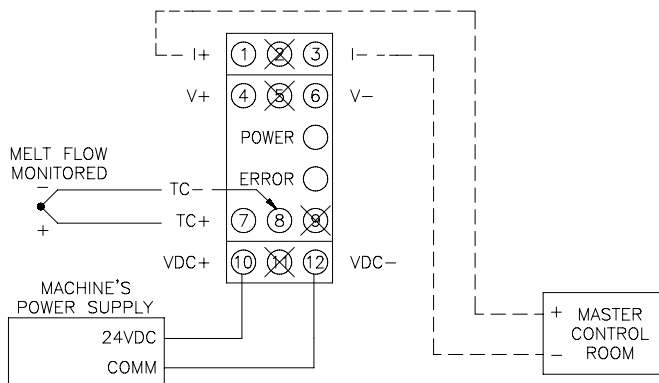 I+ 1 2 3 I-
V+ 4 5 6 V-
POWER
MELT FLOW
MONITORED
ERROR
- TC-
+ TC+ 7 8 9
VDC+ 10 11 12 VDC-
MACHINE'S
POWER SUPPLY
24VDC
COMM
+ MASTER
CONTROL
- ROOM